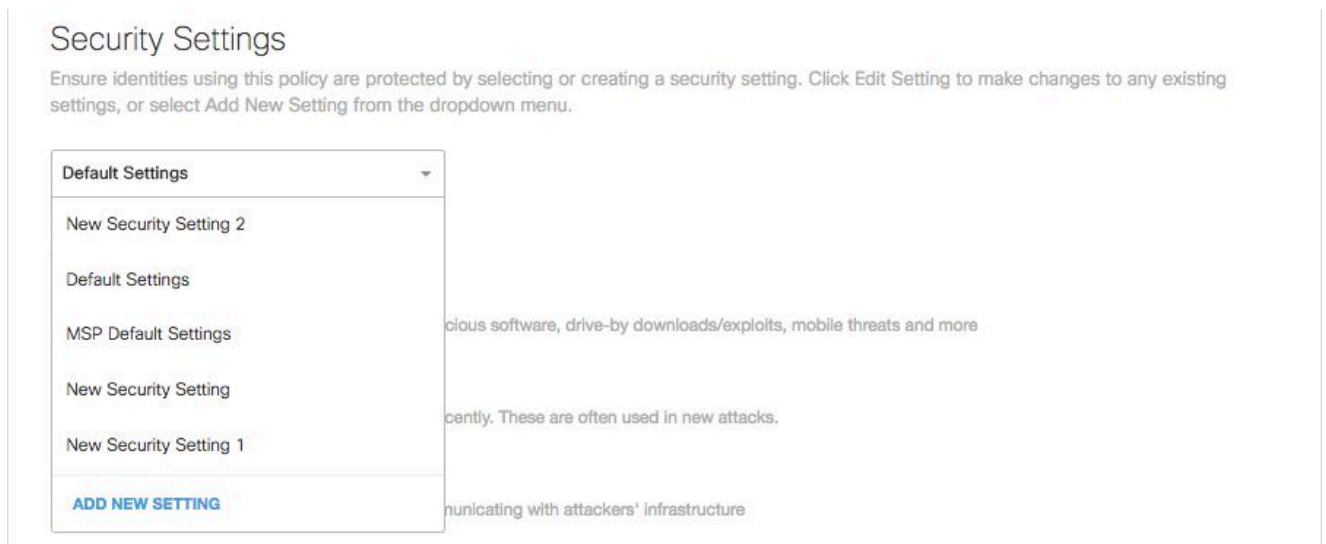 Security Settings
Ensure identities using this policy are protected by selecting or creating a security setting. Click Edit Setting to make changes to any existing
settings, or select Add New Setting from the dropdown menu.
Default Settings
New Security Setting 2
Default Settings
MSP Default Settings
cious software, drive-by downloads/exploits, mobile threats and more
New Security Setting
cently. These are often used in new attacks.
New Security Setting 1
ADD NEW SETTING
nunicating with attackers' infrastructure